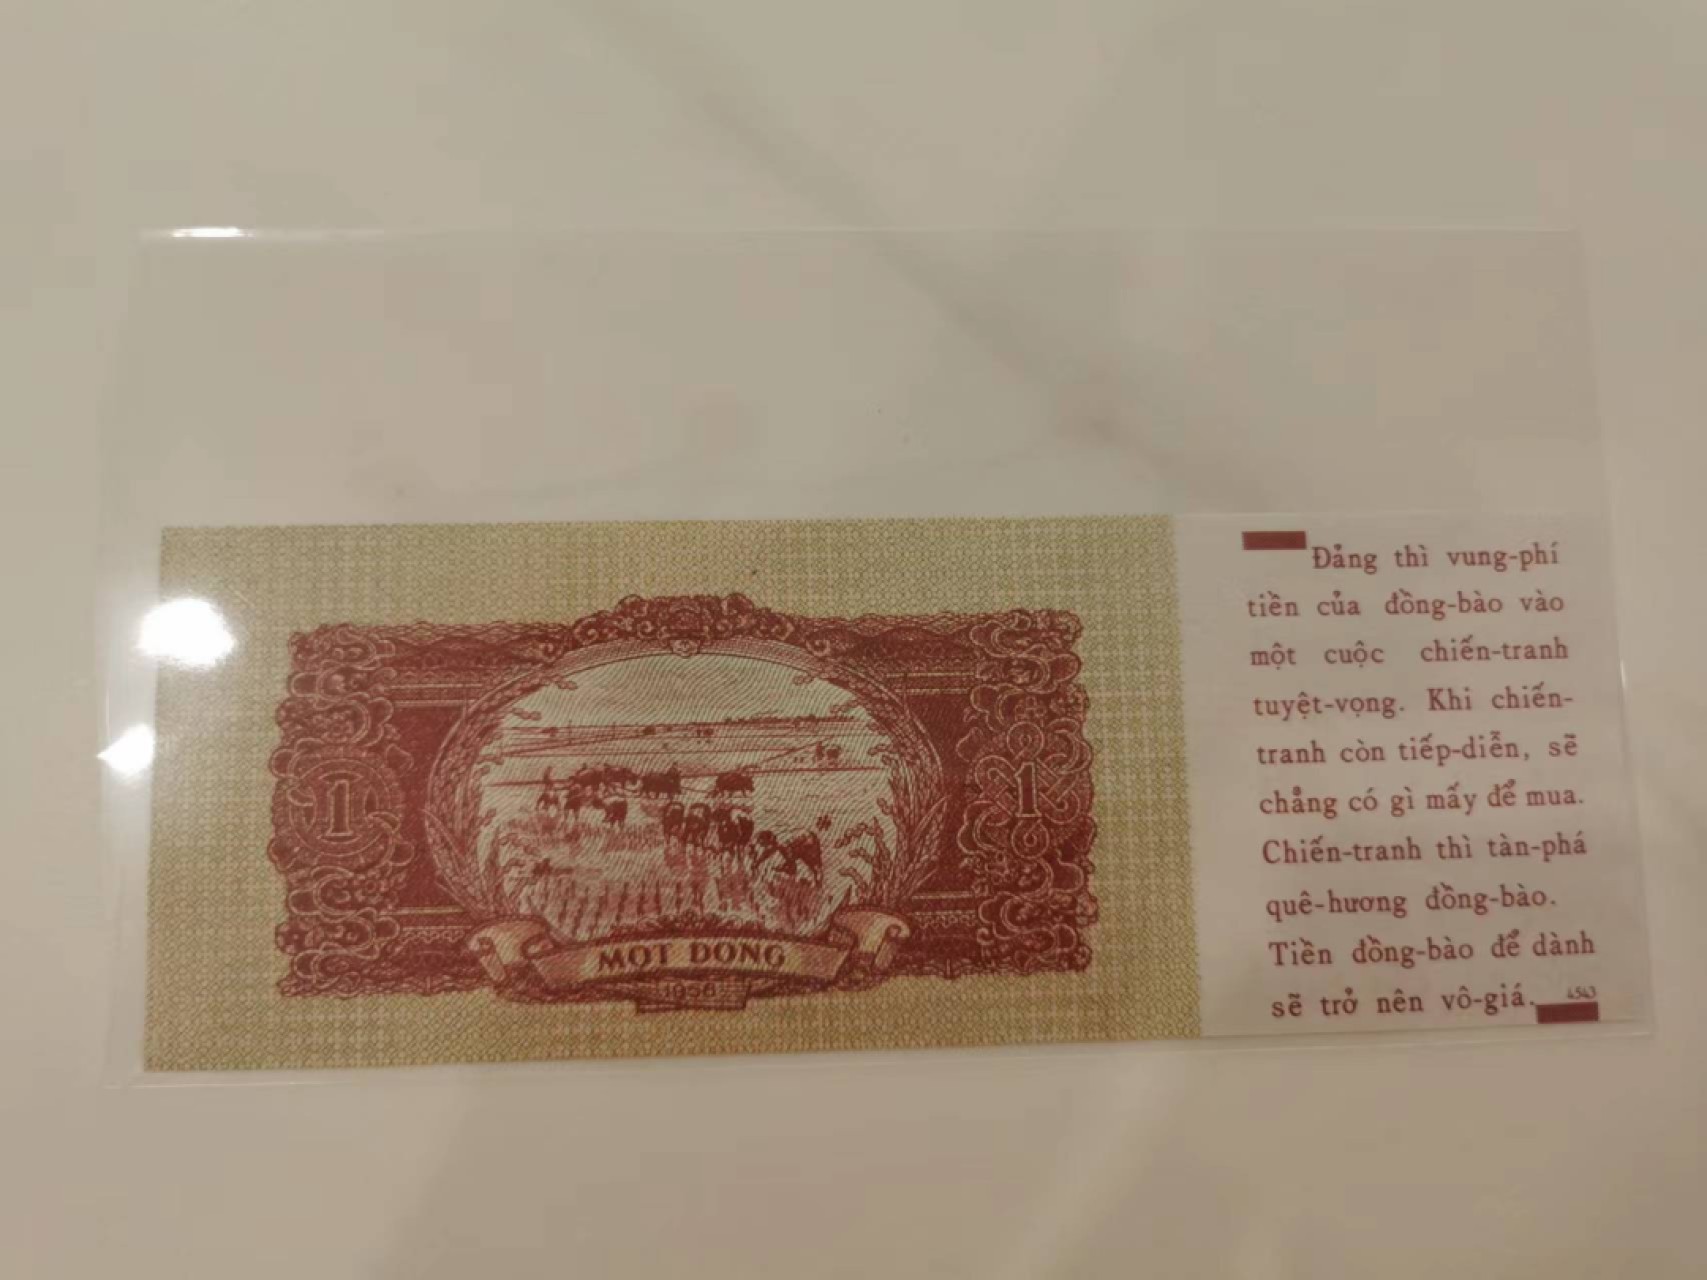 1
1
MỘT ĐỒNG
1958
Đảng thì vung-phí
tiền của đồng-bào vào
một cuộc chiến-tranh
tuyệt-vọng. Khi chiến-
tranh còn tiếp-diễn, sẽ
chẳng có gì mấy để mua.
Chiến-tranh thì tàn-phá
quê-hương đồng-bào.
Tiền đồng-bào để dành
sẽ trở nên vô-giá.
4543